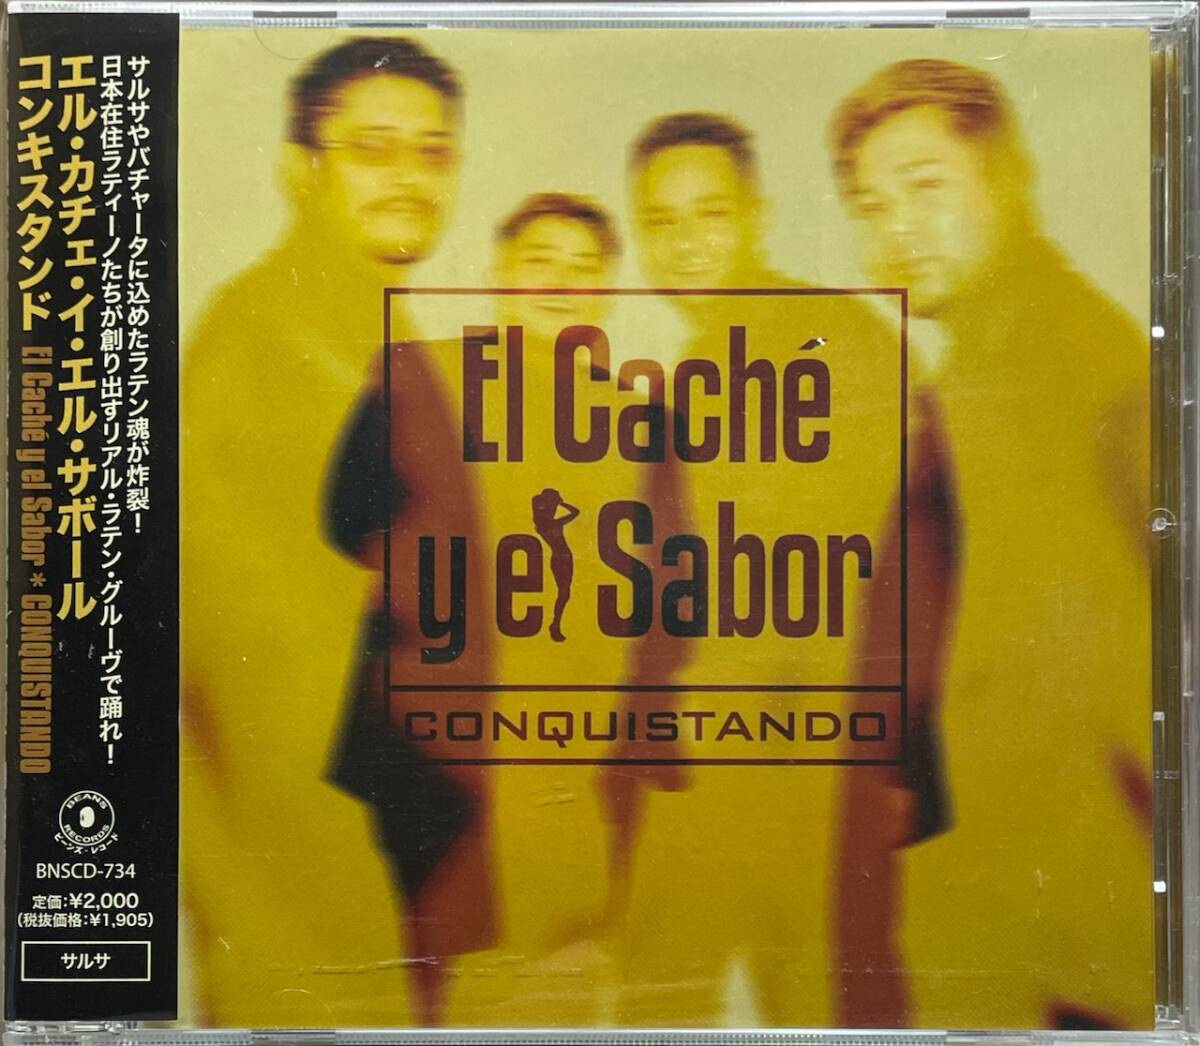 サルサやバチャータに込めたラテン魂が炸裂！
日本在住ラティーノたちが創り出すリアル・ラテン・グルーヴで踊れ！
エル・カチェ・イ・エル・サボール
コンキスタンド El Caché y el Sabor * CONQUISTANDO
BEANS RECORDS
ビーンズ・レコード
BNSCD-734
定価:¥2,000
(税抜価格:¥1,905)
サルサ
El Caché
y el Sabor
CONQUISTANDO